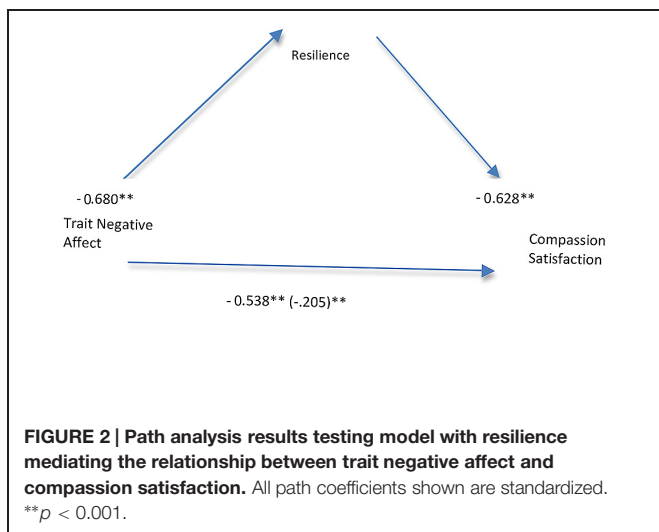 Resilience
- 0.680**
- 0.628**
Trait Negative
Affect
Compassion
Satisfaction
- 0.538** (-.205)**
FIGURE 2 | Path analysis results testing model with resilience
mediating the relationship between trait negative affect and
compassion satisfaction. All path coefficients shown are standardized.
**p < 0.001.